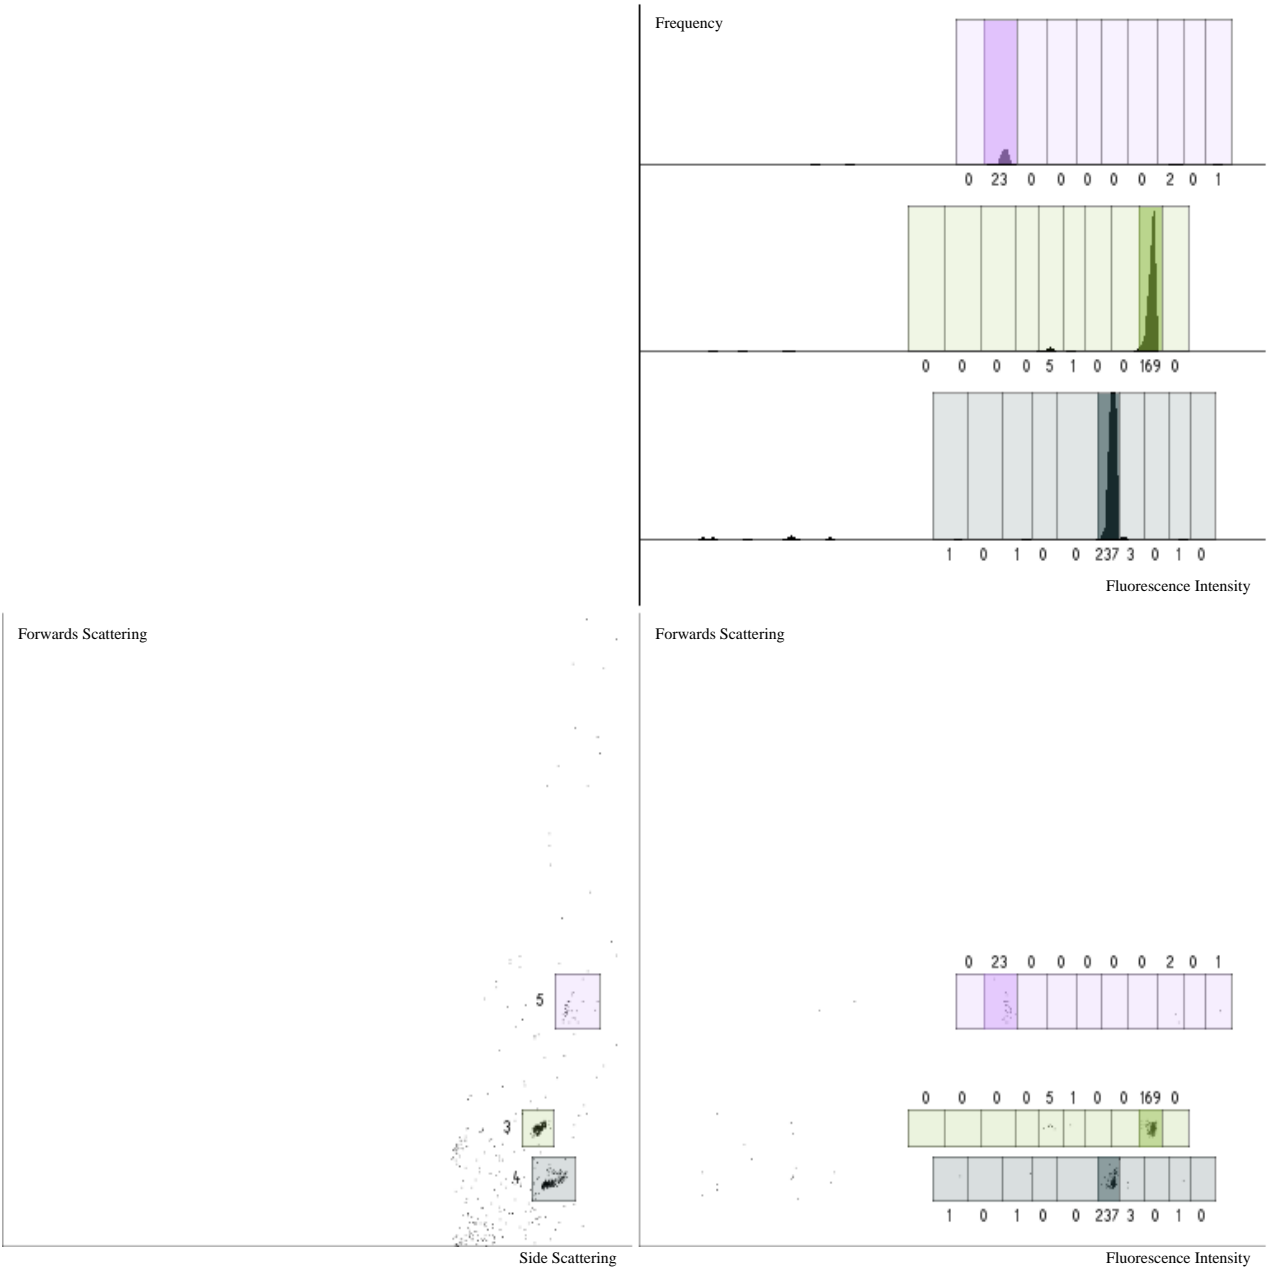 Frequency
0 23 0 0 0 0 0 2 0 1
0 0 0 0 5 1 0 0 169 0
1 0 1 0 0 237 3 0 1 0
Fluorescence Intensity
Forwards Scattering
Forwards Scattering
0 23 0 0 0 0 0 2 0 1
5
0 0 0 0 5 1 0 0 169 0
3
4
1 0 1 0 0 237 3 0 1 0
Side Scattering
Fluorescence Intensity